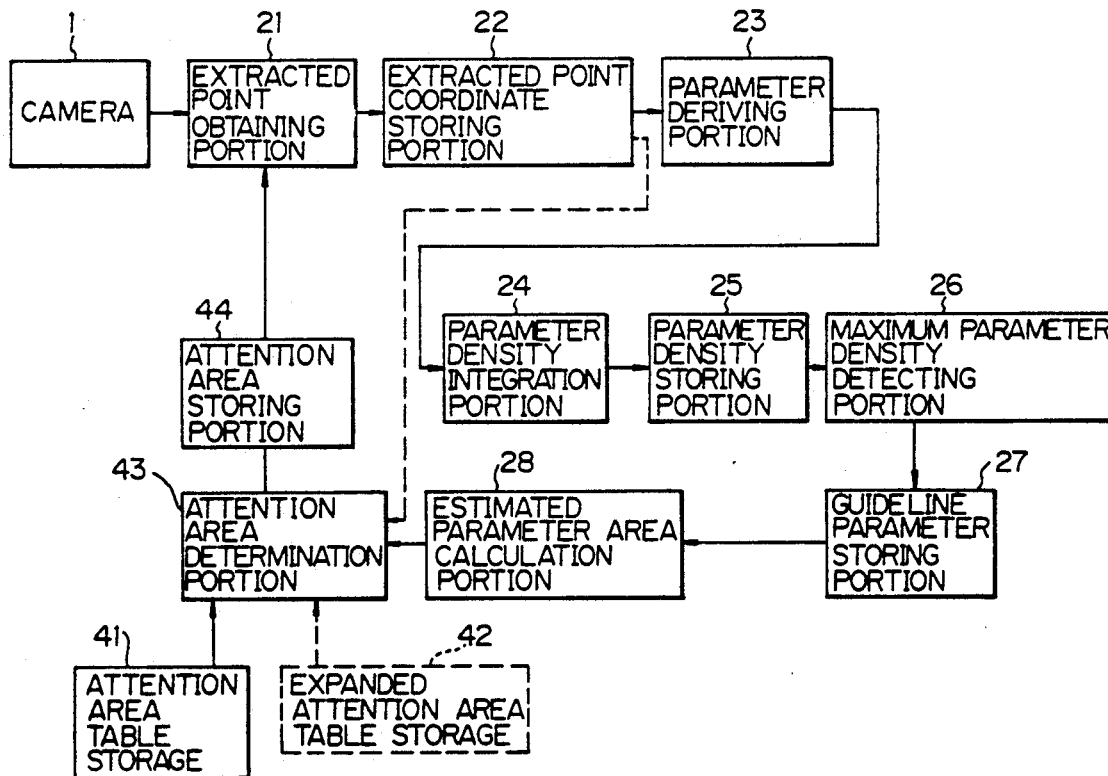 1
CAMERA
21
EXTRACTED
POINT
OBTAINING
PORTION
22
EXTRACTED POINT
COORDINATE
STORING
PORTION
23
PARAMETER
DERIVING
PORTION
24
PARAMETER
DENSITY
INTEGRATION
PORTION
25
PARAMETER
DENSITY
STORING
PORTION
26
MAXIMUM PARAMETER
DENSITY
DETECTING
PORTION
44
ATTENTION
AREA
STORING
PORTION
43
ATTENTION
AREA
DETERMINATION
PORTION
28
ESTIMATED
PARAMETER AREA
CALCULATION
PORTION
27
GUIDELINE
PARAMETER
STORING
PORTION
41
ATTENTION
AREA
TABLE
STORAGE
42
EXPANDED
ATTENTION AREA
TABLE STORAGE